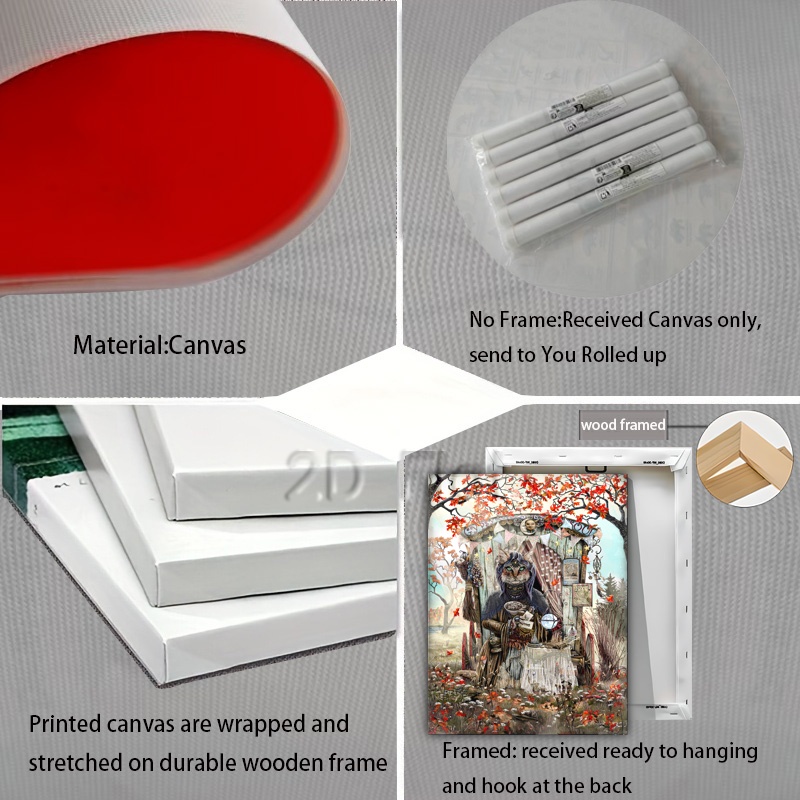 Material:Canvas
No Frame:Received Canvas only,
send to You Rolled up
wood framed
2D
Printed canvas are wrapped and
stretched on durable wooden frame
Framed: received ready to hanging
and hook at the back